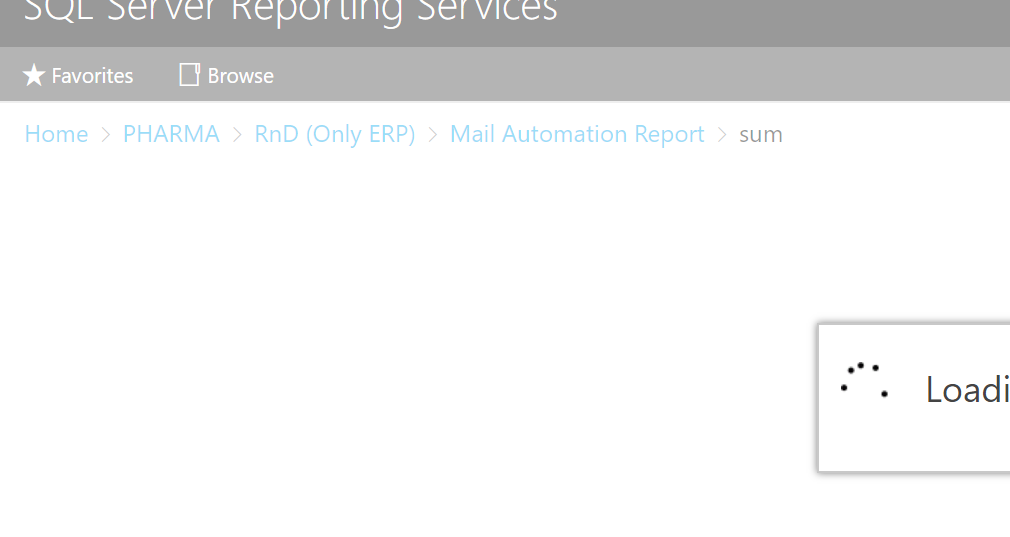 SQL Server Reporting Services
Favorites Browse
Home > PHARMA > RnD (Only ERP) > Mail Automation Report > sum
Loadi